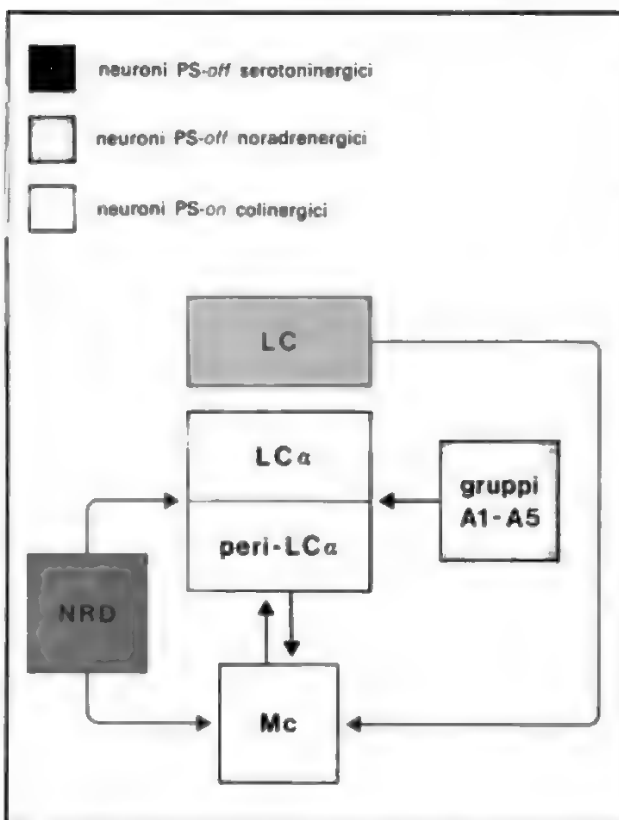 neuroni PS-off serotoninergici
neuroni PS-off noradrenergici
neuroni PS-on colinergici
LC
LCα
peri-LCα
gruppi
A1-A5
NRD
Mc